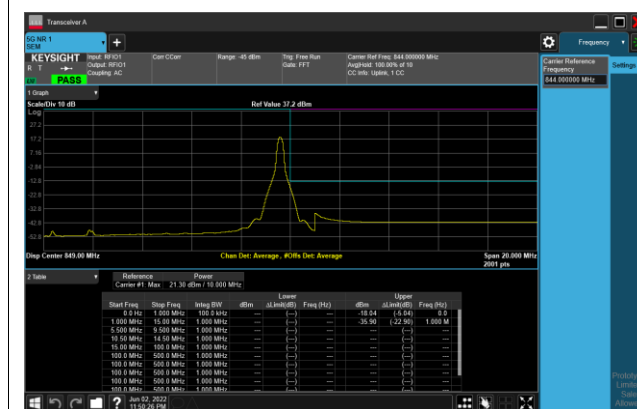 Transceiver A
5G NR 1
SEM
Frequency
KEYSIGHT
R T
PASS
Input: RFIO1
Output: RFIO1
Coupling: AC
Corr CCorr
Range: -45 dBm
Trig: Free Run
Gate: FFT
Carrier Ref Freq: 844.000000 MHz
Avg|Hold: 100.00% of 10
CC Info: Uplink, 1 CC
Carrier Reference
Frequency
844.000000 MHz
Settings
1 Graph
Scale/Div 10 dB
Ref Value 37.2 dBm
Log
27.2
17.2
7.16
-2.84
-12.8
-22.8
-32.8
-42.8
-52.8
Disp Center 849.00 MHz
Chan Det: Average , #Offs Det: Average
Span 20.000 MHz
2001 pts
2 Table
Reference Power
Carrier #1: Max 21.30 dBm / 10.000 MHz
Lower Upper
Start Freq Stop Freq Integ BW dBm ΔLimit(dB) Freq (Hz) dBm ΔLimit(dB) Freq (Hz)
0.0 Hz 1.000 MHz 100.0 kHz --- (---) --- -18.04 (-5.04) 0.0
1.000 MHz 15.00 MHz 1.000 MHz --- (---) --- -35.90 (-22.90) 1.000 M
5.500 MHz 9.500 MHz 1.000 MHz --- (---) --- --- (---) ---
10.50 MHz 14.50 MHz 1.000 MHz --- (---) --- --- (---) ---
15.00 MHz 100.0 MHz 1.000 MHz --- (---) --- --- (---) ---
100.0 MHz 500.0 MHz 1.000 MHz --- (---) --- --- (---) ---
100.0 MHz 500.0 MHz 1.000 MHz --- (---) --- --- (---) ---
100.0 MHz 500.0 MHz 1.000 MHz --- (---) --- --- (---) ---
100.0 MHz 500.0 MHz 1.000 MHz --- (---) --- --- (---) ---
100.0 MHz 500.0 MHz 1.000 MHz --- (---) --- --- (---) ---
Jun 02, 2022
11:50:26 PM